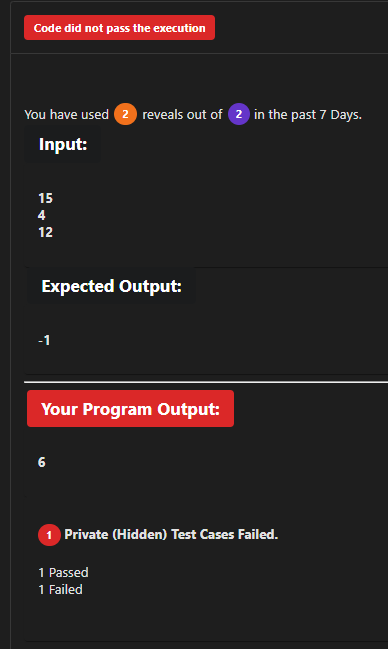 Code did not pass the execution
You have used 2 reveals out of 2 in the past 7 Days.
Input:
15
4
12
Expected Output:
-1
Your Program Output:
6
1 Private (Hidden) Test Cases Failed.
1 Passed
1 Failed